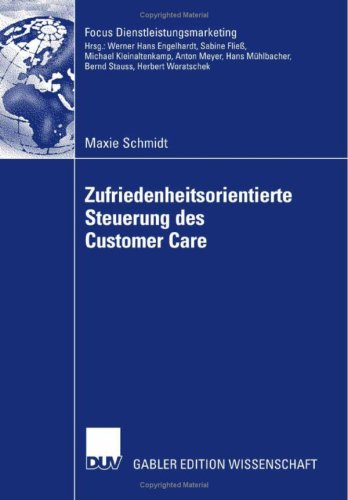 Copyrighted Material
Focus Dienstleistungsmarketing
Hrsg.: Werner Hans Engelhardt, Sabine Fließ,
Michael Kleinaltenkamp, Anton Meyer, Hans Mühlbacher,
Bernd Stauss, Herbert Woratschek
Maxie Schmidt
Zufriedenheitsorientierte
Steuerung des
Customer Care
DUV
GABLER EDITION WISSENSCHAFT
Copyrighted Material